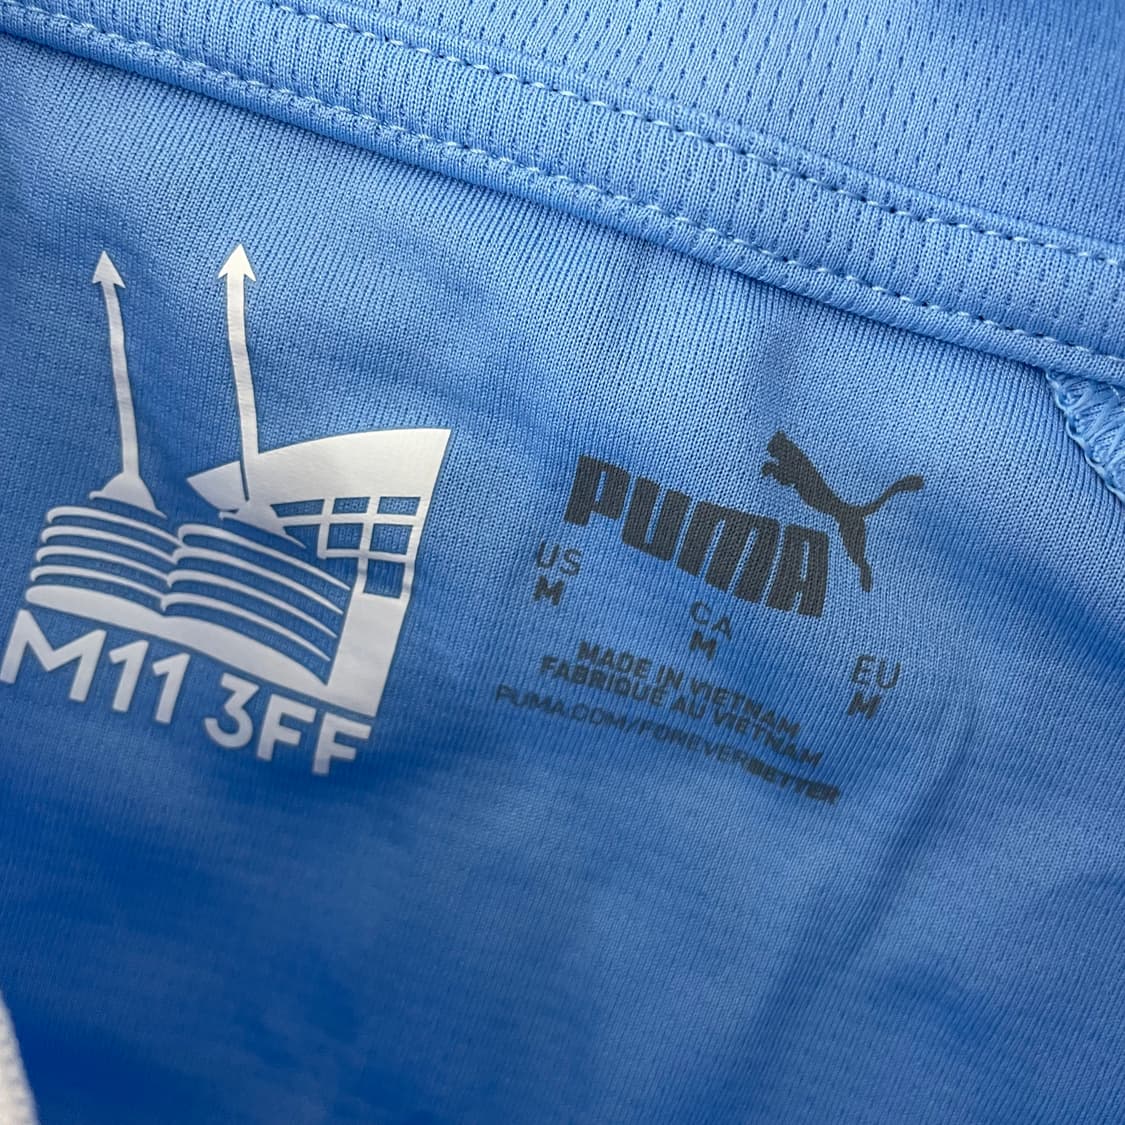 M11 3FF
PUMA
US
M
CA
M
EU
M
MADE IN VIETNAM
FABRIQUÉ AU VIETNAM
PUMA.COM/FOREVERBETTER